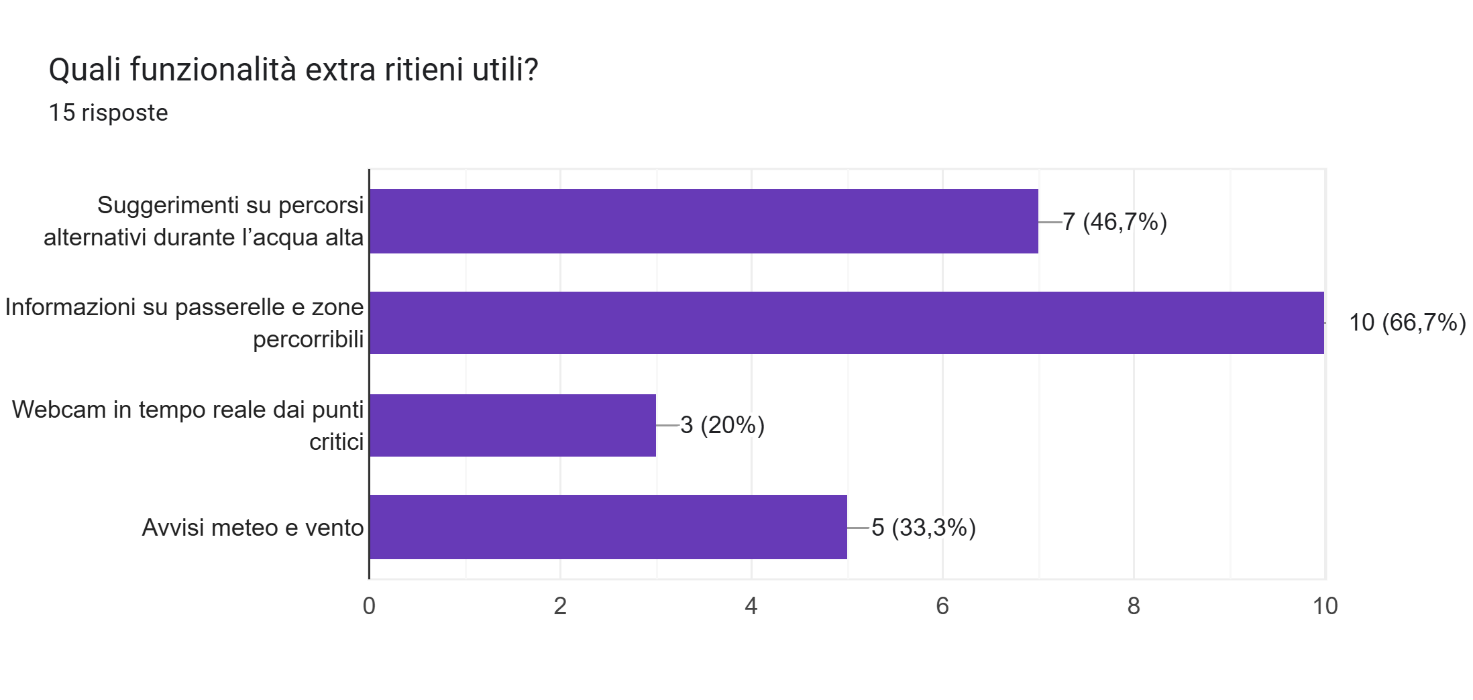 Quali funzionalità extra ritieni utili?
15 risposte
Suggerimenti su percorsi
alternativi durante l’acqua alta
7 (46,7%)
Informazioni su passerelle e zone
percorribili
10 (66,7%)
Webcam in tempo reale dai punti
critici
3 (20%)
Avvisi meteo e vento
5 (33,3%)
0 2 4 6 8 10